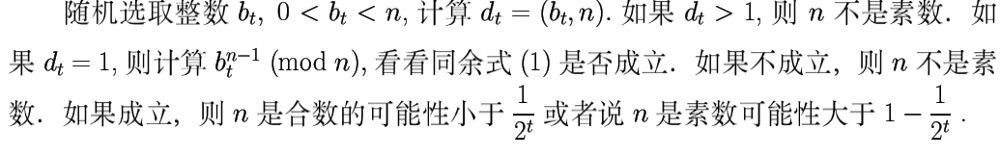 随机选取整数 $b_t$, $0 < b_t < n$, 计算 $d_t = (b_t, n)$. 如果 $d_t > 1$, 则 $n$ 不是素数. 如
果 $d_t = 1$, 则计算 $b_t^{n-1} \pmod{n}$, 看看同余式 (1) 是否成立. 如果不成立, 则 $n$ 不是素
数. 如果成立, 则 $n$ 是合数的可能性小于 $\frac{1}{2^t}$ 或者说 $n$ 是素数可能性大于 $1 - \frac{1}{2^t}$ .